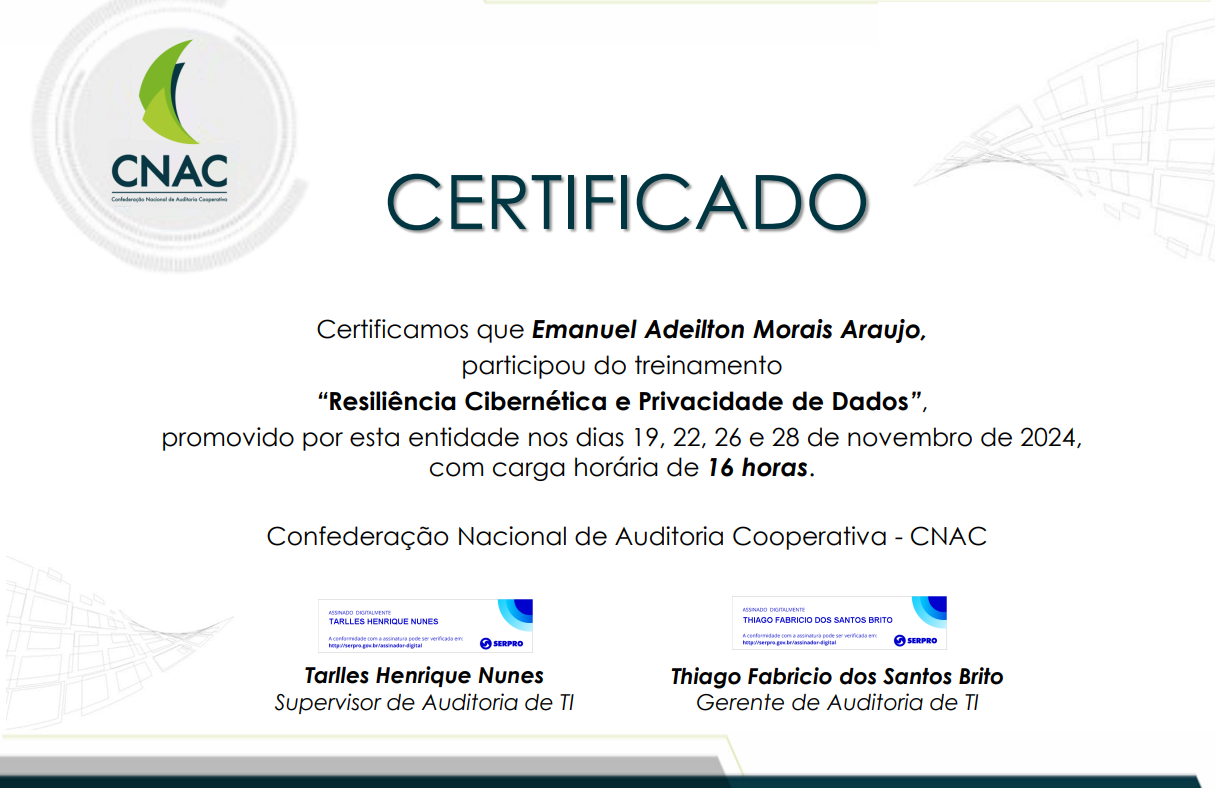 CNAC
Confederação Nacional de Auditoria Cooperativa
CERTIFICADO
Certificamos que Emanuel Adeilton Morais Araujo,
participou do treinamento
“Resiliência Cibernética e Privacidade de Dados”,
promovido por esta entidade nos dias 19, 22, 26 e 28 de novembro de 2024,
com carga horária de 16 horas.
Confederação Nacional de Auditoria Cooperativa - CNAC
ASSINADO DIGITALMENTE
TARLLES HENRIQUE NUNES
A conformidade com a assinatura pode ser verificada em:
http://serpro.gov.br/assinador-digital
SERPRO
Tarlles Henrique Nunes
Supervisor de Auditoria de TI
ASSINADO DIGITALMENTE
THIAGO FABRICIO DOS SANTOS BRITO
A conformidade com a assinatura pode ser verificada em:
http://serpro.gov.br/assinador-digital
SERPRO
Thiago Fabricio dos Santos Brito
Gerente de Auditoria de TI